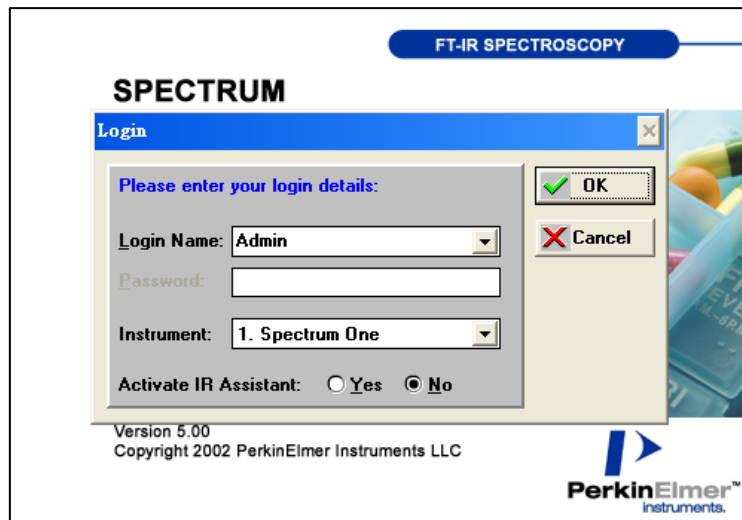 FT-IR SPECTROSCOPY
SPECTRUM
Login
Please enter your login details:
OK
Login Name: Admin
Cancel
Password:
Instrument: 1. Spectrum One
Activate IR Assistant: Yes No
Version 5.00
Copyright 2002 PerkinElmer Instruments LLC
PerkinElmer™
instruments.